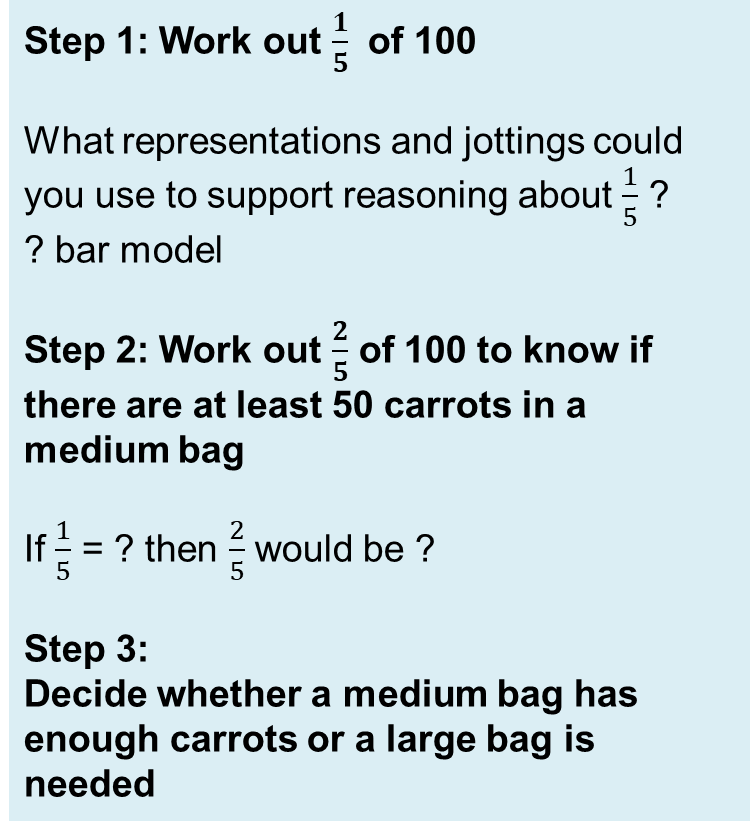 Step 1: Work out 1/5 of 100
What representations and jottings could
you use to support reasoning about 1/5 ?
? bar model
Step 2: Work out 2/5 of 100 to know if
there are at least 50 carrots in a
medium bag
If 1/5 = ? then 2/5 would be ?
Step 3:
Decide whether a medium bag has
enough carrots or a large bag is
needed